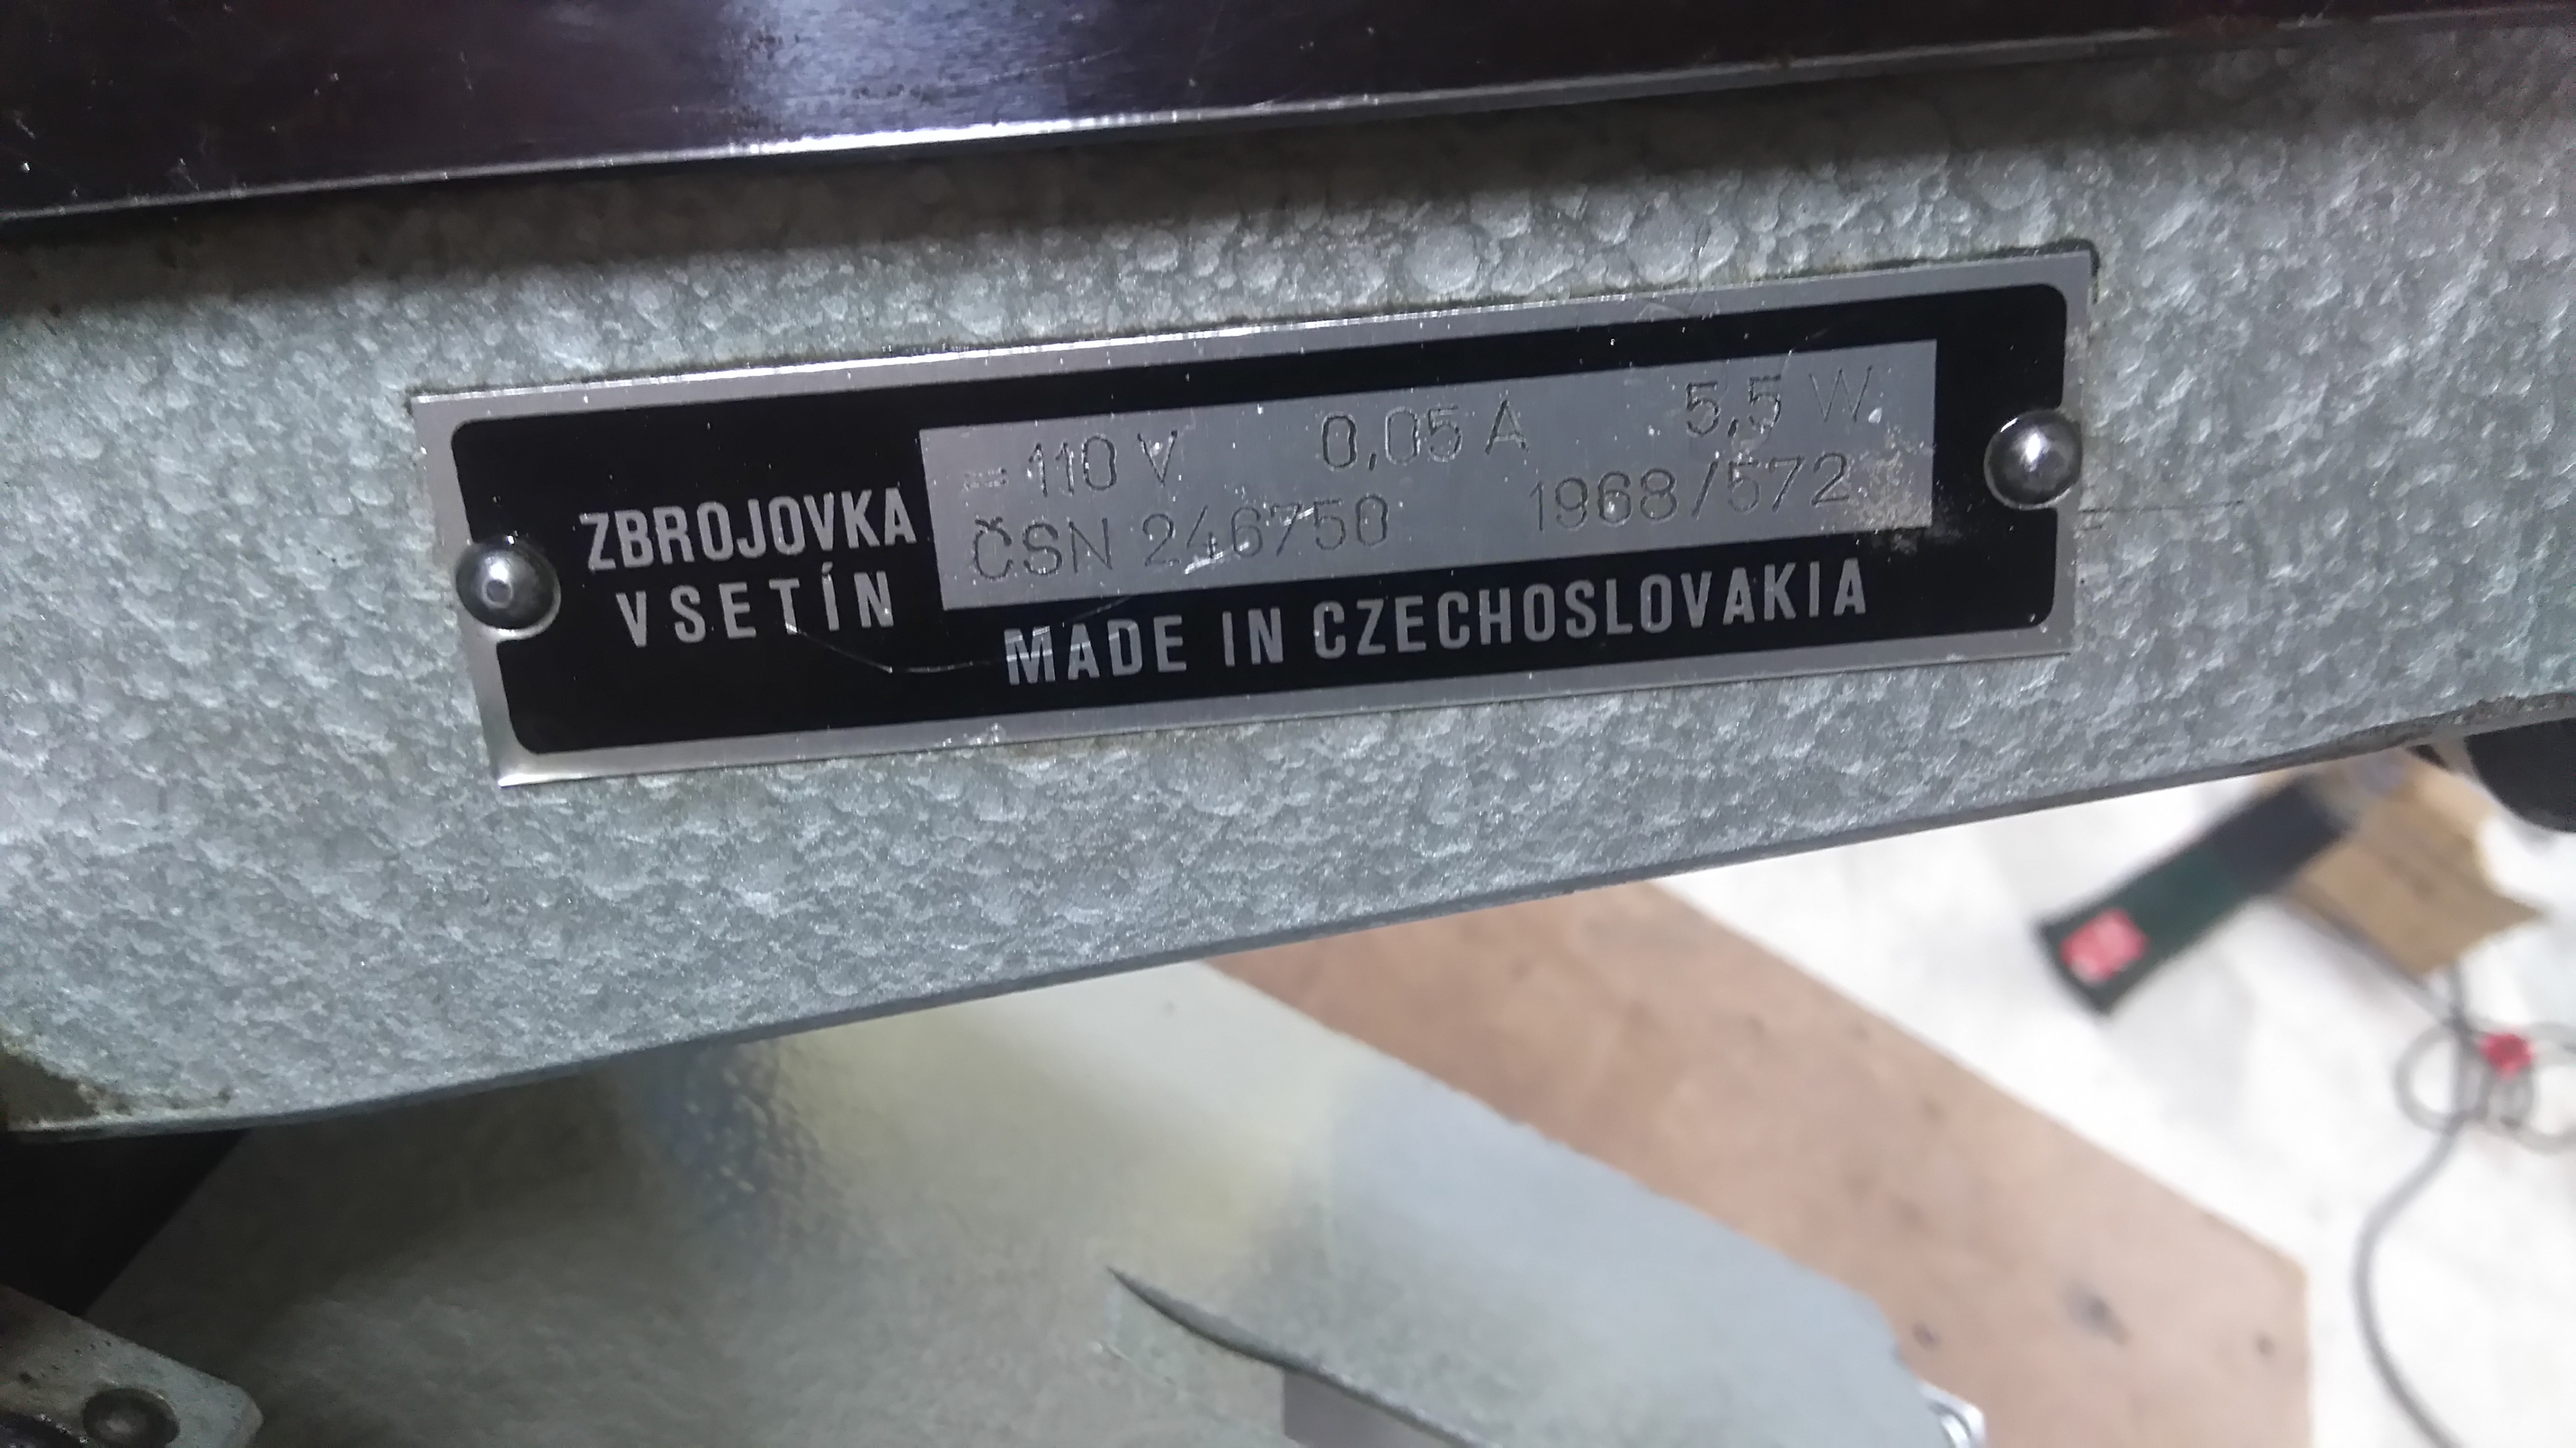 = 110 V 0,05 A 5,5 W
ČSN 246750 1968/572
ZBROJOVKA
VSETÍN
MADE IN CZECHOSLOVAKIA